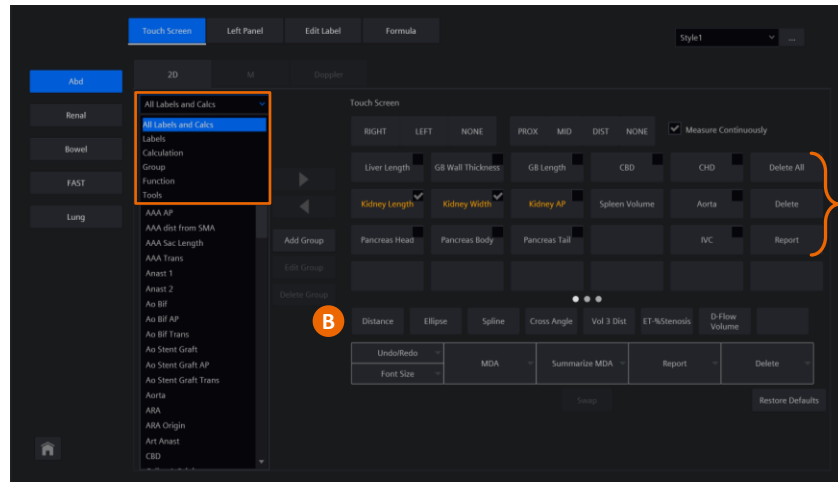 Touch Screen Left Panel Edit Label Formula
Style1 ...
Abd
Renal
Bowel
FAST
Lung
2D M Doppler
All Labels and Calcs
All Labels and Calcs
Labels
Calculation
Group
Function
Tools
AAA AP
AAA dist from SMA
AAA Sac Length
AAA Trans
Anast 1
Anast 2
Ao Bif
Ao Bif AP
Ao Bif Trans
Ao Stent Graft
Ao Stent Graft AP
Ao Stent Graft Trans
Aorta
ARA
ARA Origin
Art Anast
CBD
Add Group
Edit Group
Delete Group
Touch Screen
RIGHT LEFT NONE PROX MID DIST NONE Measure Continuously
Liver Length GB Wall Thickness GB Length CBD CHD Delete All
Kidney Length Kidney Width Kidney AP Spleen Volume Aorta Delete
Pancreas Head Pancreas Body Pancreas Tail IVC Report
B
Distance Ellipse Spline Cross Angle Vol 3 Dist ET-%Stenosis D-Flow
Volume
Undo/Redo MDA Summarize MDA Report Delete
Font Size
Swap Restore Defaults